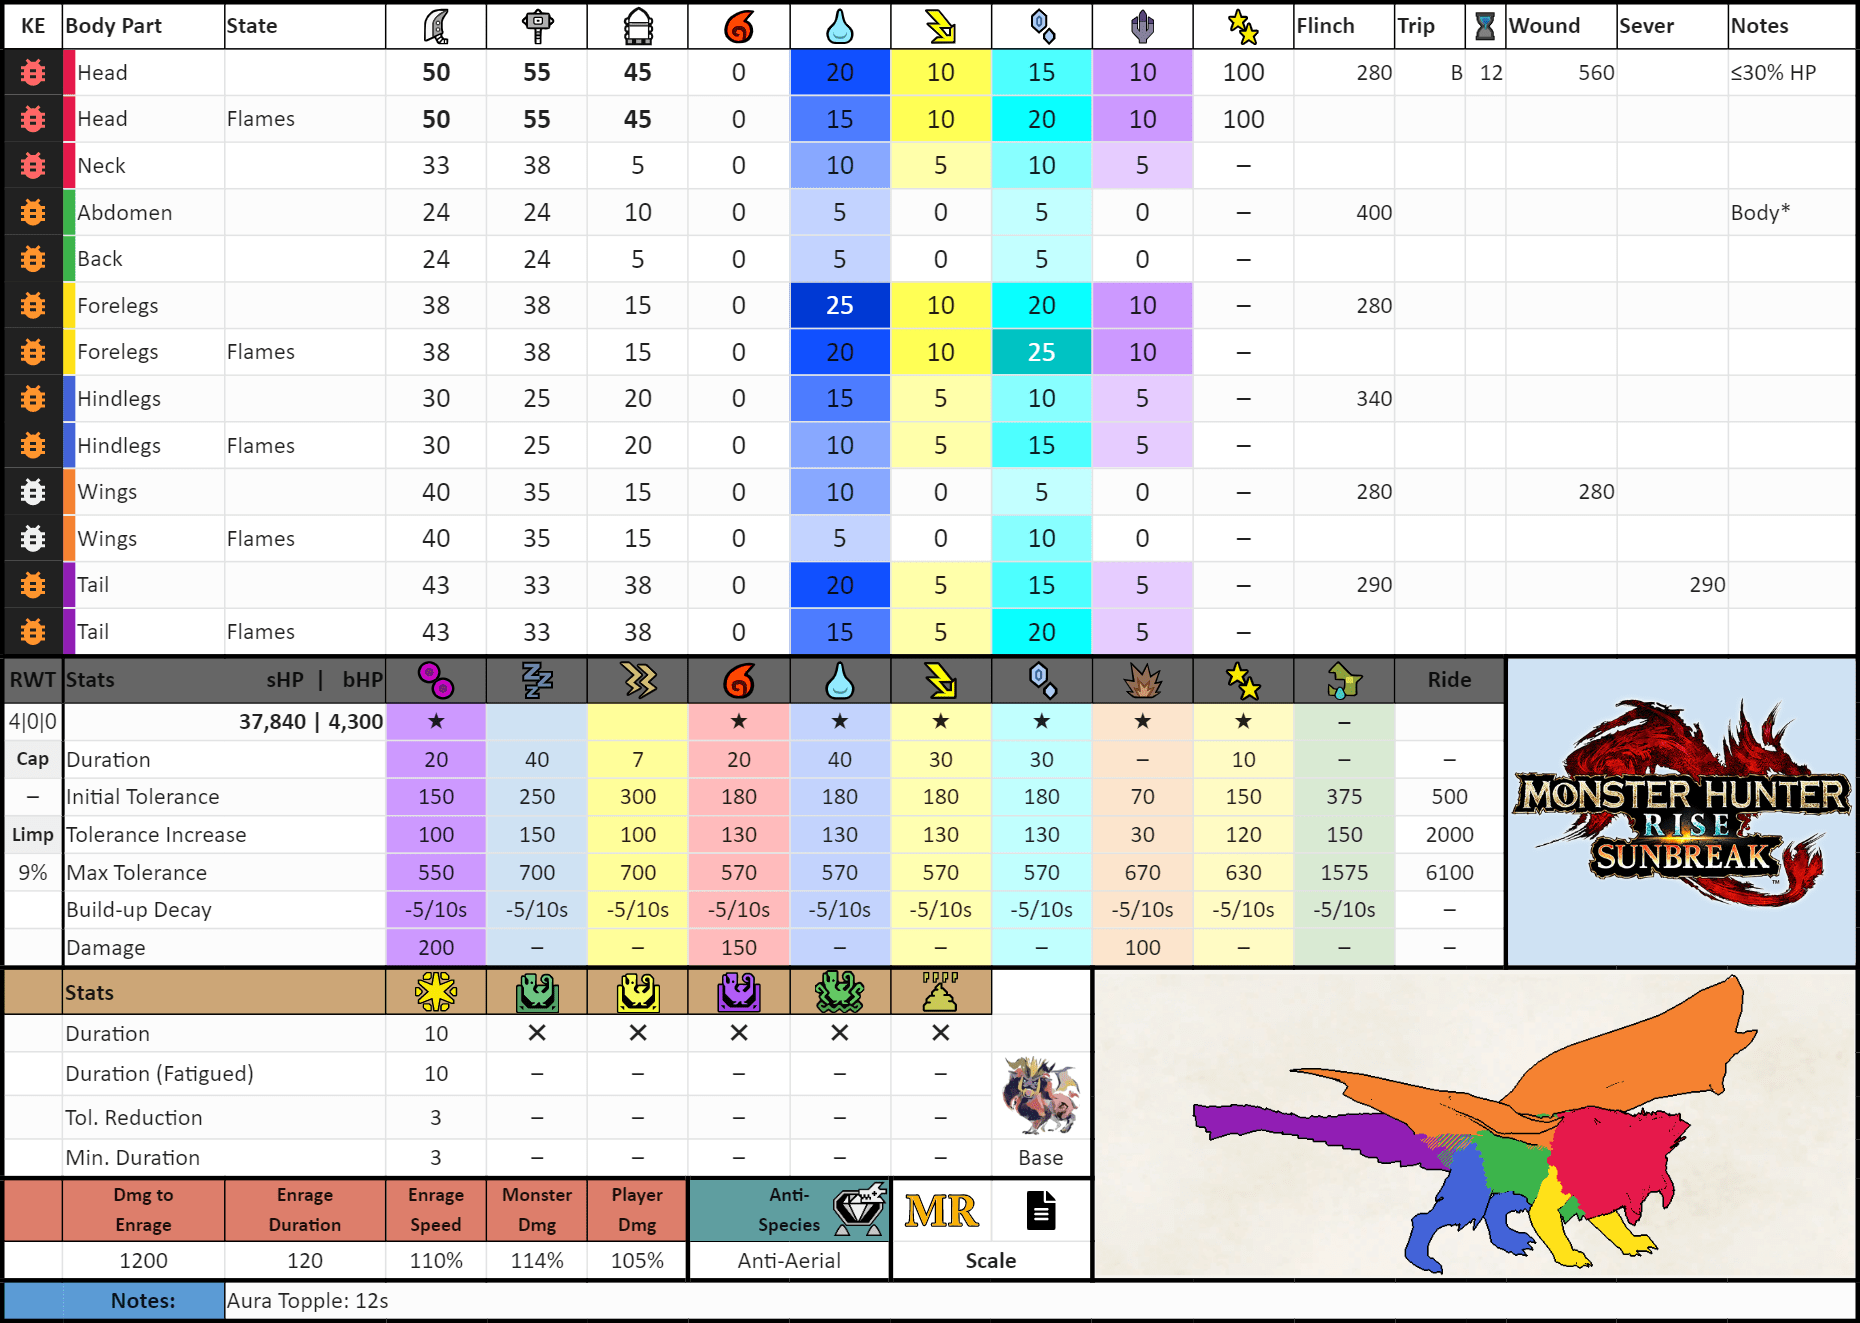 KE Body Part State Flinch Trip Wound Sever Notes
Head 50 55 45 0 20 10 15 10 100 280 B 12 560 ≤30% HP
Head Flames 50 55 45 0 15 10 20 10 100
Neck 33 38 5 0 10 5 10 5 –
Abdomen 24 24 10 0 5 0 5 0 – 400 Body*
Back 24 24 5 0 5 0 5 0 –
Forelegs 38 38 15 0 25 10 20 10 – 280
Forelegs Flames 38 38 15 0 20 10 25 10 –
Hindlegs 30 25 20 0 15 5 10 5 – 340
Hindlegs Flames 30 25 20 0 10 5 15 5 –
Wings 40 35 15 0 10 0 5 0 – 280 280
Wings Flames 40 35 15 0 5 0 10 0 –
Tail 43 33 38 0 20 5 15 5 – 290 290
Tail Flames 43 33 38 0 15 5 20 5 –
RWT Stats sHP | bHP Ride
4|0|0 37,840 | 4,300 ★ ★ ★ ★ ★ ★ ★ –
Cap Duration 20 40 7 20 40 30 30 – 10 – –
– Initial Tolerance 150 250 300 180 180 180 180 70 150 375 500
Limp Tolerance Increase 100 150 100 130 130 130 130 30 120 150 2000
9% Max Tolerance 550 700 700 570 570 570 570 670 630 1575 6100
Build-up Decay -5/10s -5/10s -5/10s -5/10s -5/10s -5/10s -5/10s -5/10s -5/10s -5/10s –
Damage 200 – – 150 – – – 100 – – –
MONSTER HUNTER
RISE
SUNBREAK
™
Stats
Duration 10 ✕ ✕ ✕ ✕ ✕
Duration (Fatigued) 10 – – – – –
Tol. Reduction 3 – – – – –
Min. Duration 3 – – – – – Base
Dmg to Enrage Enrage Monster Player Anti-
Enrage Duration Speed Dmg Dmg Species MR
1200 120 110% 114% 105% Anti-Aerial Scale
Notes: Aura Topple: 12s